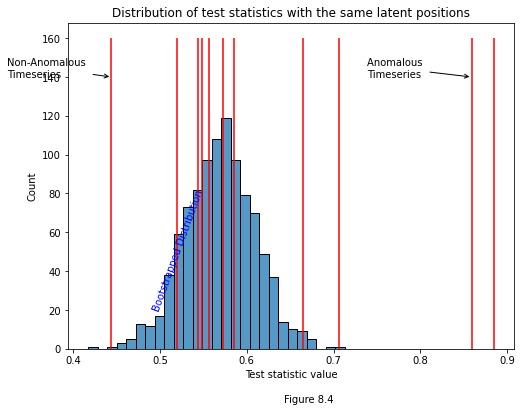 Distribution of test statistics with the same latent positions
160
Non-Anomalous
Timeseries
Anomalous
Timeseries
140
120
100
80
60
40
20
0
Count
Bootstrapped Distribution
0.4 0.5 0.6 0.7 0.8 0.9
Test statistic value
Figure 8.4